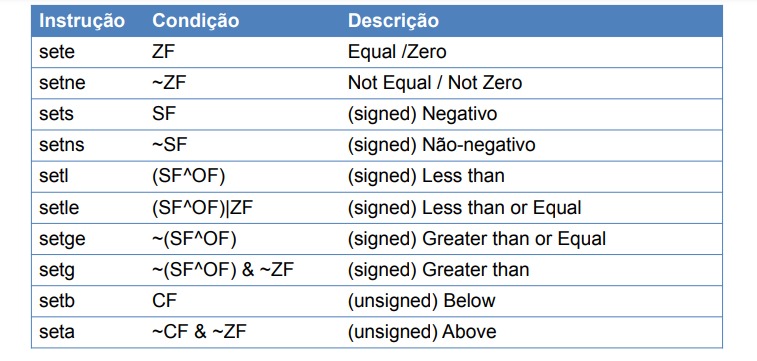 Instrução Condição Descrição
sete ZF Equal /Zero
setne ~ZF Not Equal / Not Zero
sets SF (signed) Negativo
setns ~SF (signed) Não-negativo
setl (SF^OF) (signed) Less than
setle (SF^OF)|ZF (signed) Less than or Equal
setge ~(SF^OF) (signed) Greater than or Equal
setg ~(SF^OF) & ~ZF (signed) Greater than
setb CF (unsigned) Below
seta ~CF & ~ZF (unsigned) Above